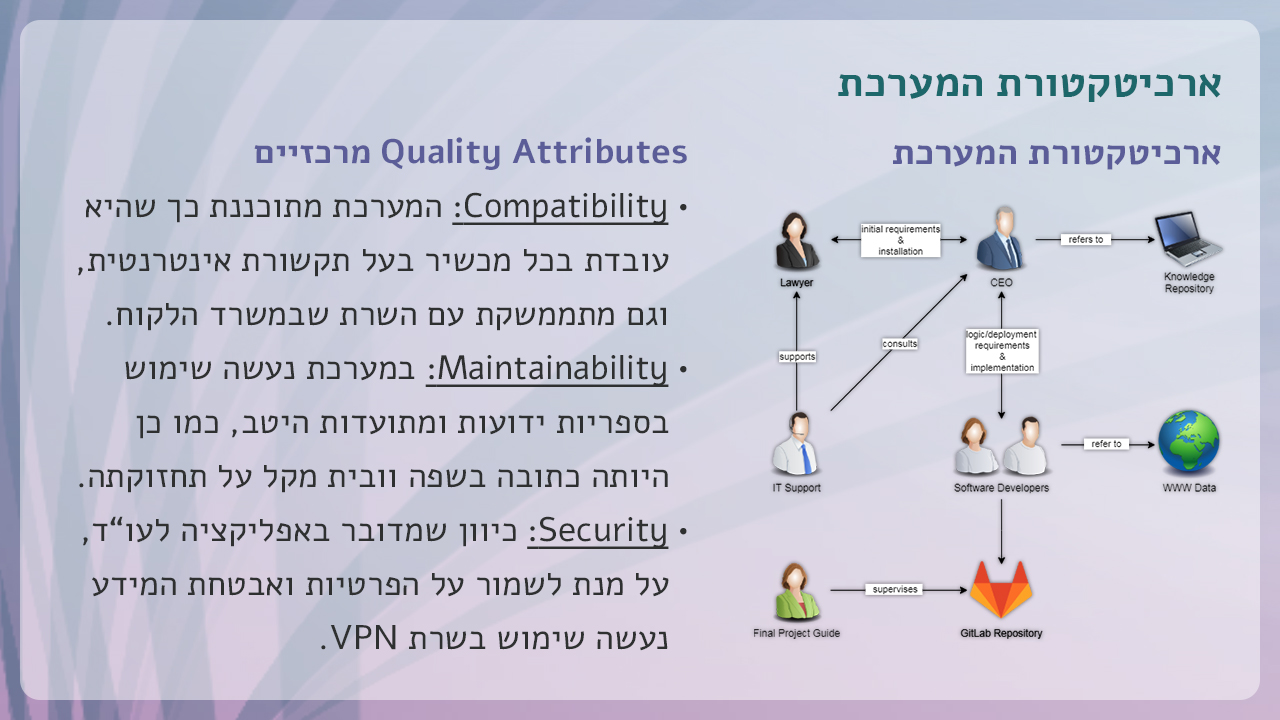 ארכיטקטורת המערכת
ארכיטקטורת המערכת
Lawyer
initial requirements
&
installation
CEO
refers to
Knowledge
Repository
supports
consults
logic/deployment
requirements
&
implementation
IT Support
Software Developers
refer to
WWW Data
Final Project Guide
supervises
GitLab Repository
Quality Attributes מרכזיים
• Compatibility: המערכת מתוכננת כך שהיא
עובדת בכל מכשיר בעל תקשורת אינטרנטית,
וגם מתממשקת עם השרת שבמשרד הלקוח.
• Maintainability: במערכת נעשה שימוש
בספריות ידועות ומתועדות היטב, כמו כן
היותה כתובה בשפה וובית מקל על תחזוקתה.
• Security: כיוון שמדובר באפליקציה לעו“ד,
על מנת לשמור על הפרטיות ואבטחת המידע
נעשה שימוש בשרת VPN.